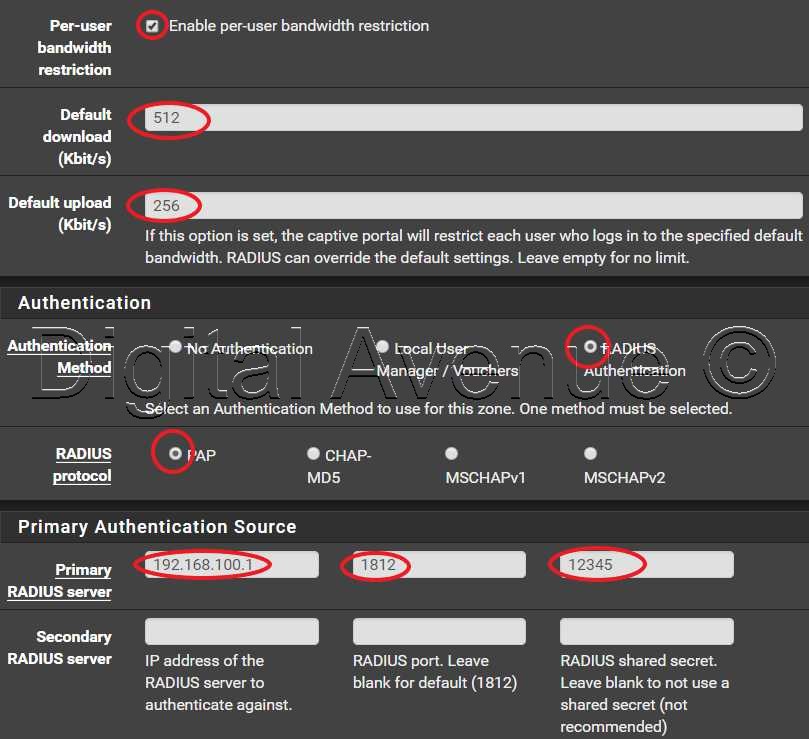 Per-user
bandwidth
restriction
Enable per-user bandwidth restriction
Default
download
(Kbit/s)
512
Default upload
(Kbit/s)
256
If this option is set, the captive portal will restrict each user who logs in to the specified default
bandwidth. RADIUS can override the default settings. Leave empty for no limit.
Authentication
Digital Avenue ©
Authentication
Method
No Authentication
Local User
Manager / Vouchers
RADIUS
Authentication
Select an Authentication Method to use for this zone. One method must be selected.
RADIUS
protocol
PAP
CHAP-
MD5
MSCHAPv1
MSCHAPv2
Primary Authentication Source
Primary
RADIUS server
192.168.100.1
1812
12345
Secondary
RADIUS server
IP address of the
RADIUS server to
authenticate against.
RADIUS port. Leave
blank for default (1812)
RADIUS shared secret.
Leave blank to not use a
shared secret (not
recommended)